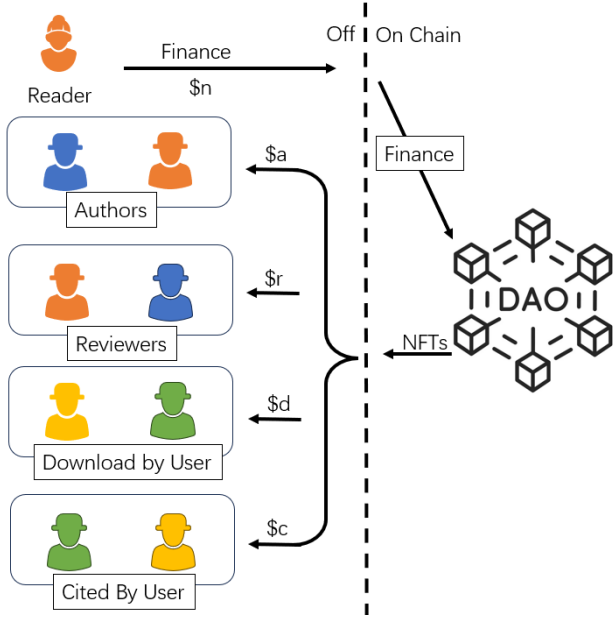 Off On Chain
Finance
$n
Reader
Finance
$a
Authors
$r
Reviewers
DAO
NFTs
$d
Download by User
$c
Cited By User